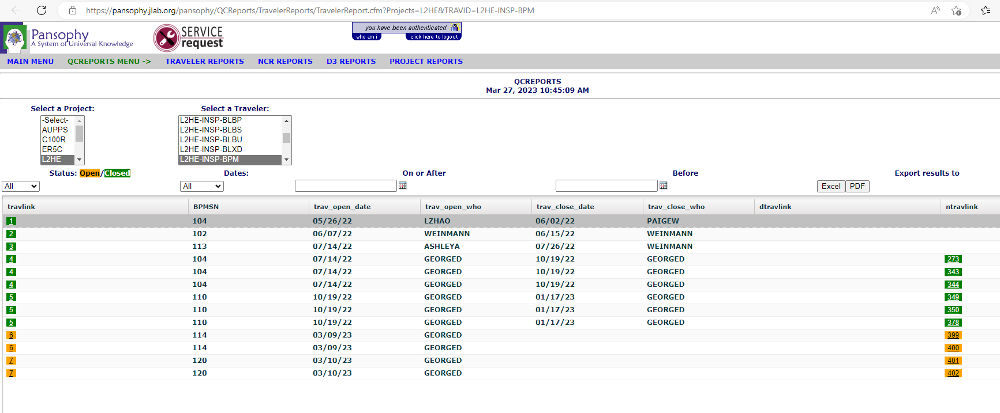 https://pansophy.jlab.org/pansophy/QCReports/TravelerReports/TravelerReport.cfm?Projects=L2HE&TRAVID=L2HE-INSP-BPM
Pansophy
A System of Universal Knowledge
SERVICE
request
you have been authenticated
who am i
click here to logout
MAIN MENU QCREPORTS MENU -> TRAVELER REPORTS NCR REPORTS D3 REPORTS PROJECT REPORTS
QCREPORTS
Mar 27, 2023 10:45:09 AM
Select a Project: Select a Traveler:
-Select- L2HE-INSP-BLBP
AUPPS L2HE-INSP-BLBS
C100R L2HE-INSP-BLBU
ER5C L2HE-INSP-BLXD
L2HE L2HE-INSP-BPM
Status: Open/Closed Dates: On or After Before Export results to
All All Excel PDF
travlink BPMSN trav_open_date trav_open_who trav_close_date trav_close_who dtravlink ntravlink
1 104 05/26/22 LZHAO 06/02/22 PAIGEW
2 102 06/07/22 WEINMANN 06/15/22 WEINMANN
3 113 07/14/22 ASHLEYA 07/26/22 WEINMANN
4 104 07/14/22 GEORGED 10/19/22 GEORGED 273
4 104 07/14/22 GEORGED 10/19/22 GEORGED 343
4 104 07/14/22 GEORGED 10/19/22 GEORGED 344
5 110 10/19/22 GEORGED 01/17/23 GEORGED 349
5 110 10/19/22 GEORGED 01/17/23 GEORGED 350
5 110 10/19/22 GEORGED 01/17/23 GEORGED 378
6 114 03/09/23 GEORGED 399
6 114 03/09/23 GEORGED 400
7 120 03/10/23 GEORGED 401
7 120 03/10/23 GEORGED 402